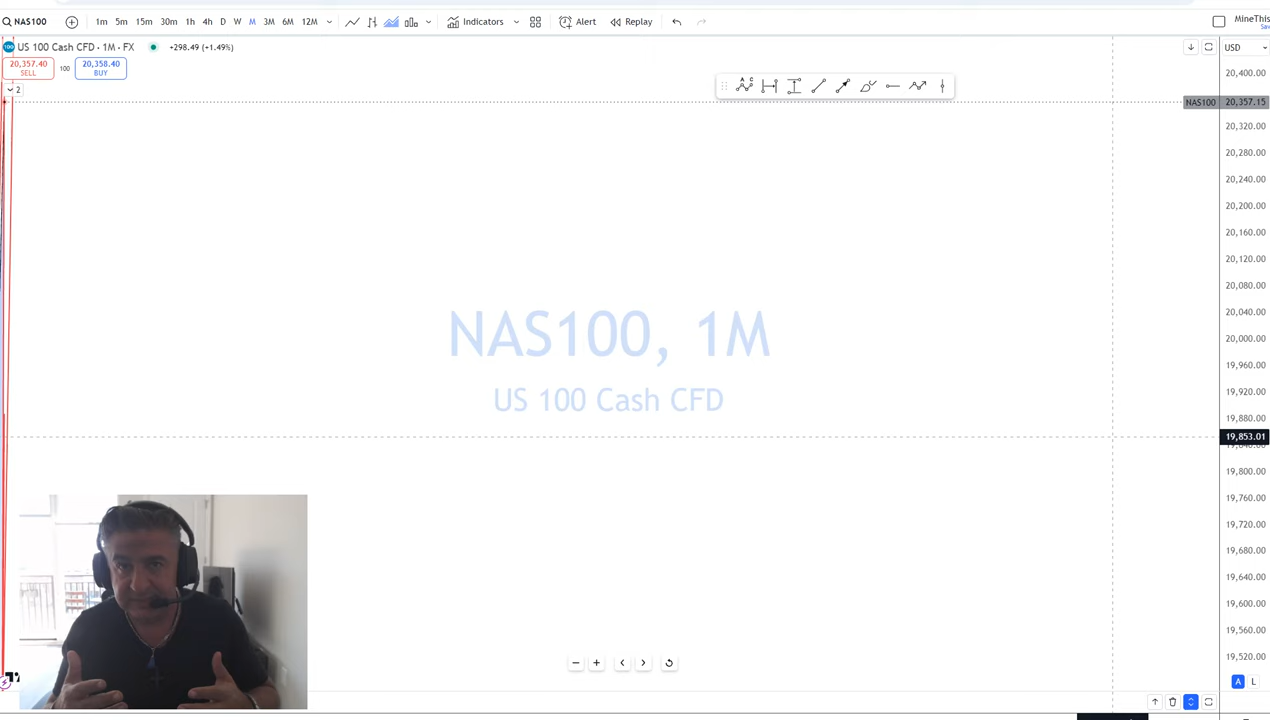 NAS100 1m 5m 15m 30m 1h 4h D W M 3M 6M 12M Indicators Alert Replay MineThis
US 100 Cash CFD · 1M · FX +298.49 (+1.49%) USD
20,357.40 SELL 100 20,358.40 BUY
2
A C
NAS100 20,357.15
20,400.00
20,320.00
20,280.00
20,240.00
20,200.00
20,160.00
20,120.00
20,080.00
20,040.00
20,000.00
19,960.00
19,920.00
19,880.00
19,853.01
19,800.00
19,760.00
19,720.00
19,680.00
19,640.00
19,600.00
19,560.00
19,520.00
NAS100, 1M
US 100 Cash CFD
A L